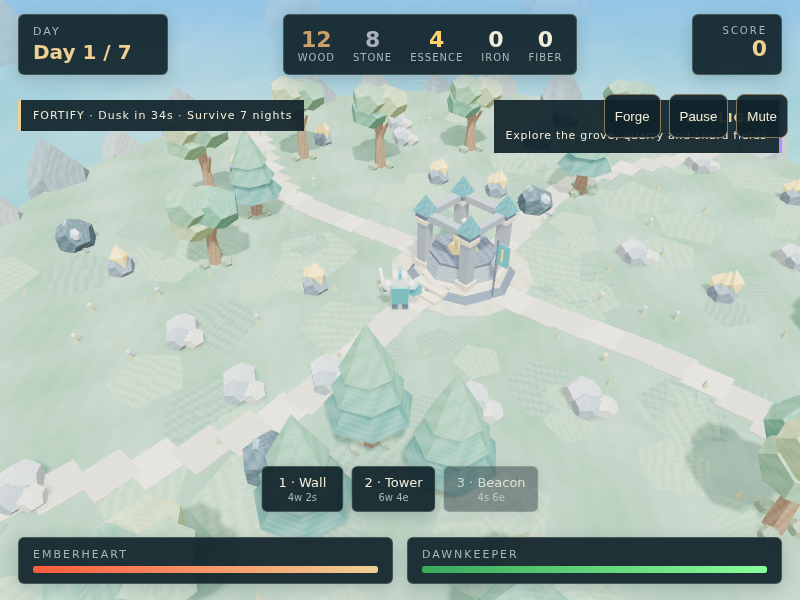 DAY
Day 1 / 7
12 8 4 0 0
WOOD STONE ESSENCE IRON FIBER
SCORE
0
FORTIFY · Dusk in 34s · Survive 7 nights
Forge Pause Mute
Explore the grove, quarry and shard fields
1 · Wall
4w 2s
2 · Tower
6w 4e
3 · Beacon
4s 6e
EMBERHEART
DAWNKEEPER